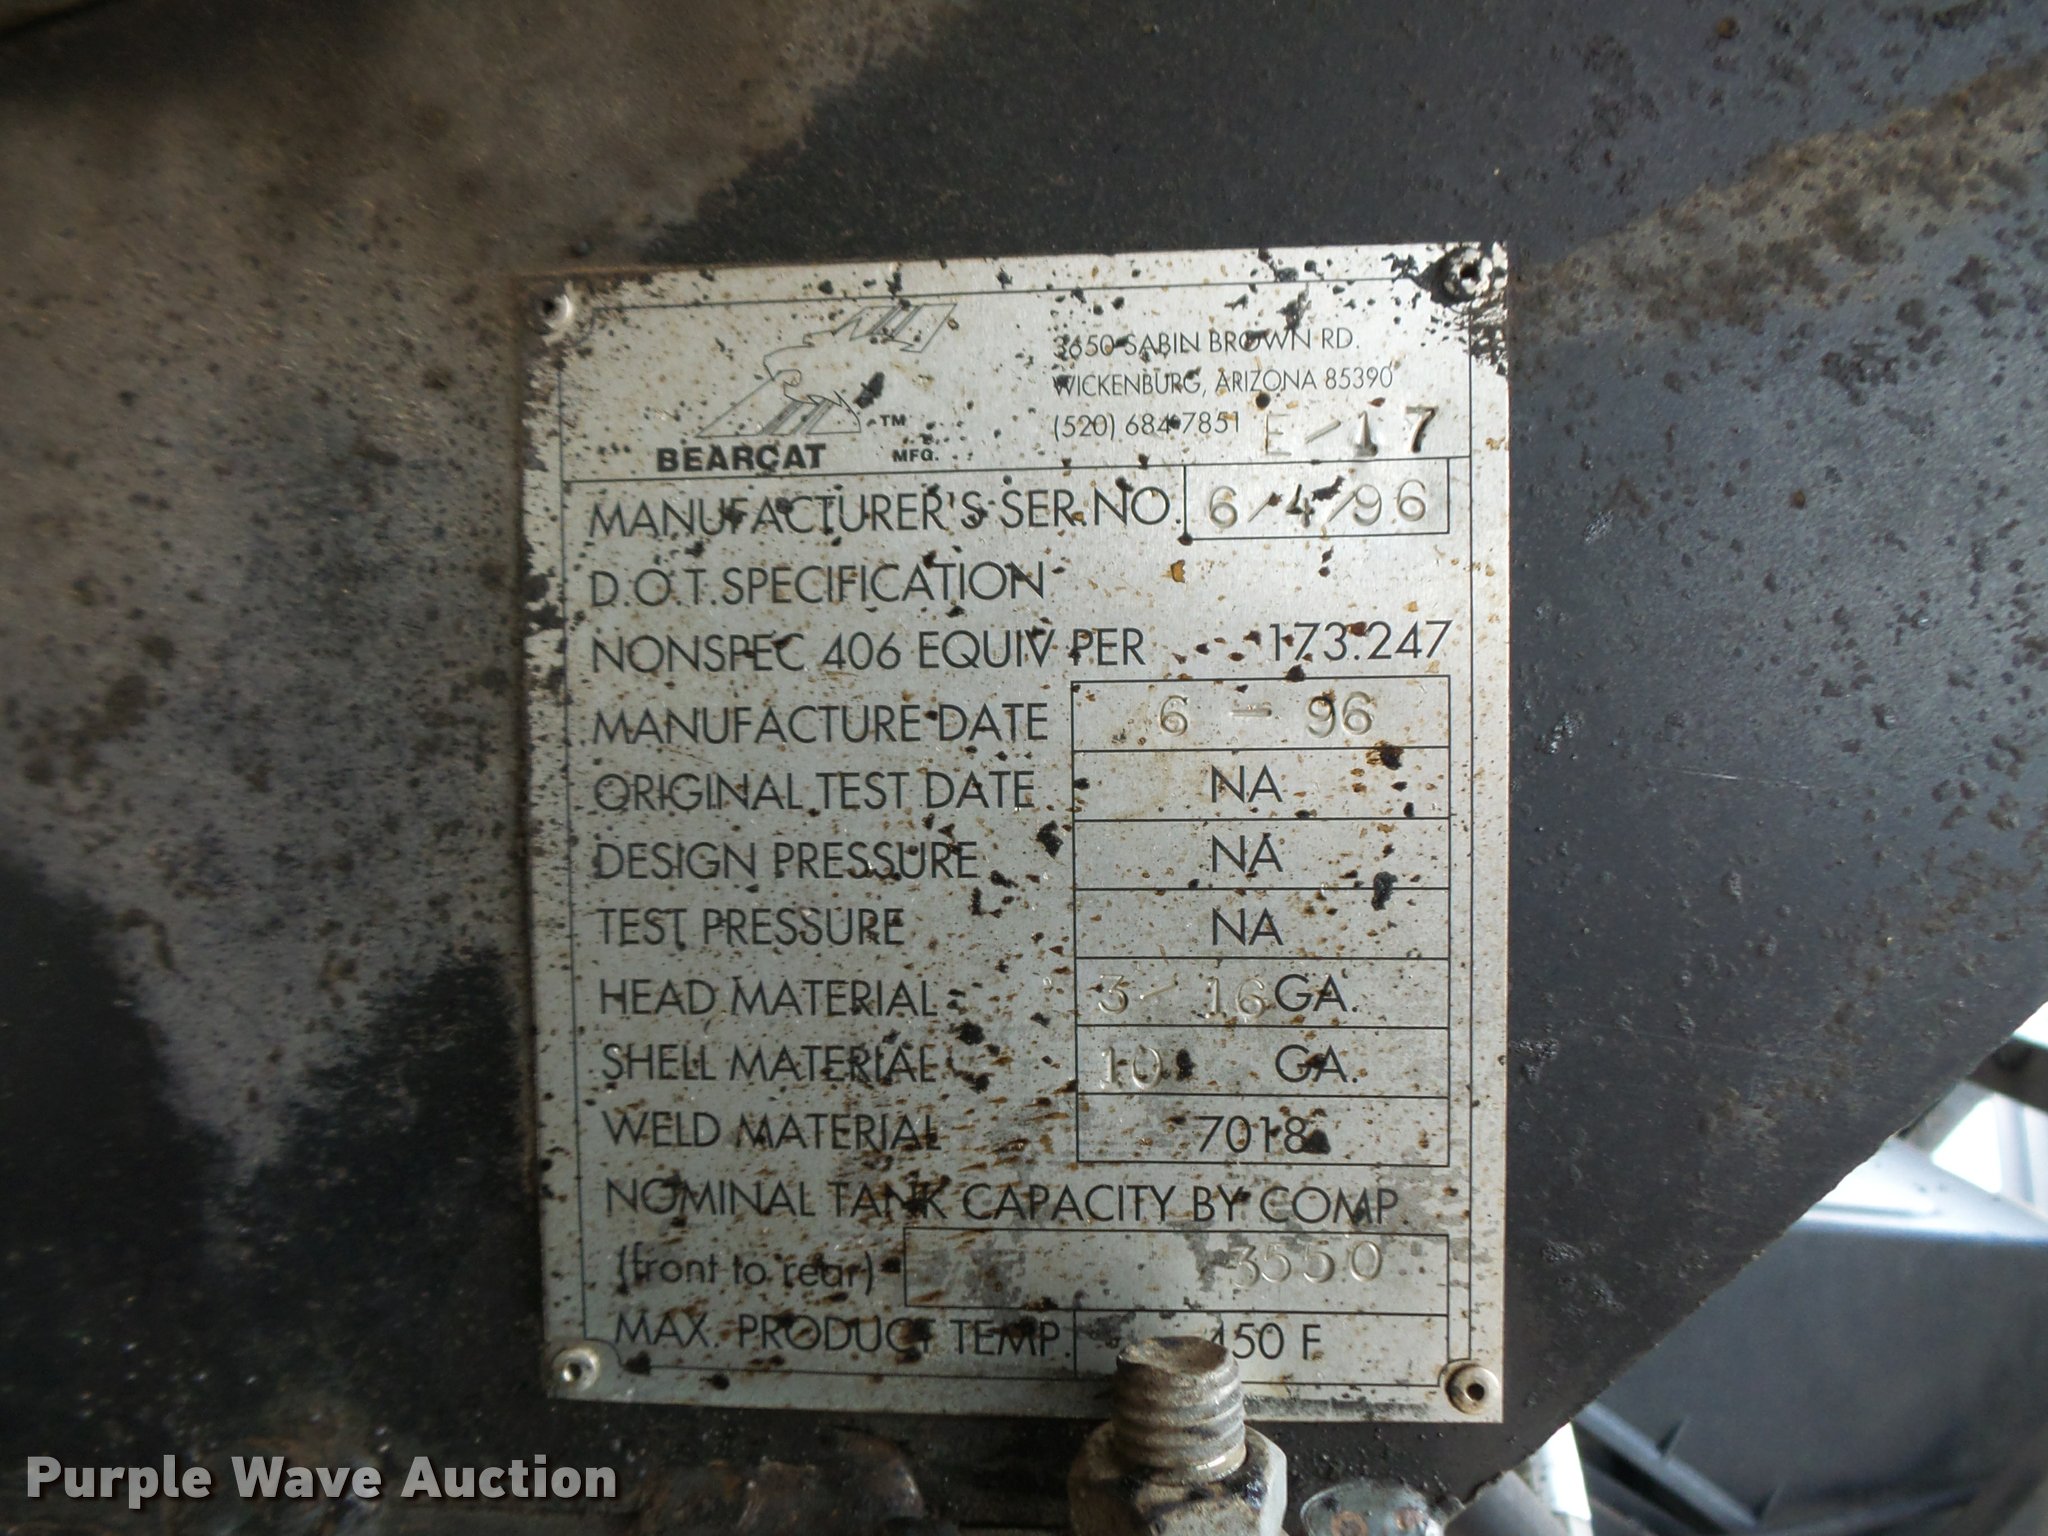 3650 SABIN BROWN RD.
WICKENBURG, ARIZONA 85390
(520) 684-7851 E-17
BEARCAT ™ MFG.
MANUFACTURER'S SER. NO. 6/4/96
D.O.T. SPECIFICATION
NONSPEC 406 EQUIV PER 173.247
MANUFACTURE DATE 6 - 96
ORIGINAL TEST DATE NA
DESIGN PRESSURE NA
TEST PRESSURE NA
HEAD MATERIAL 3-16 GA.
SHELL MATERIAL 10 GA.
WELD MATERIAL 7018
NOMINAL TANK CAPACITY BY COMP
(front to rear) 3550
MAX. PRODUCT TEMP. 450 F
Purple Wave Auction